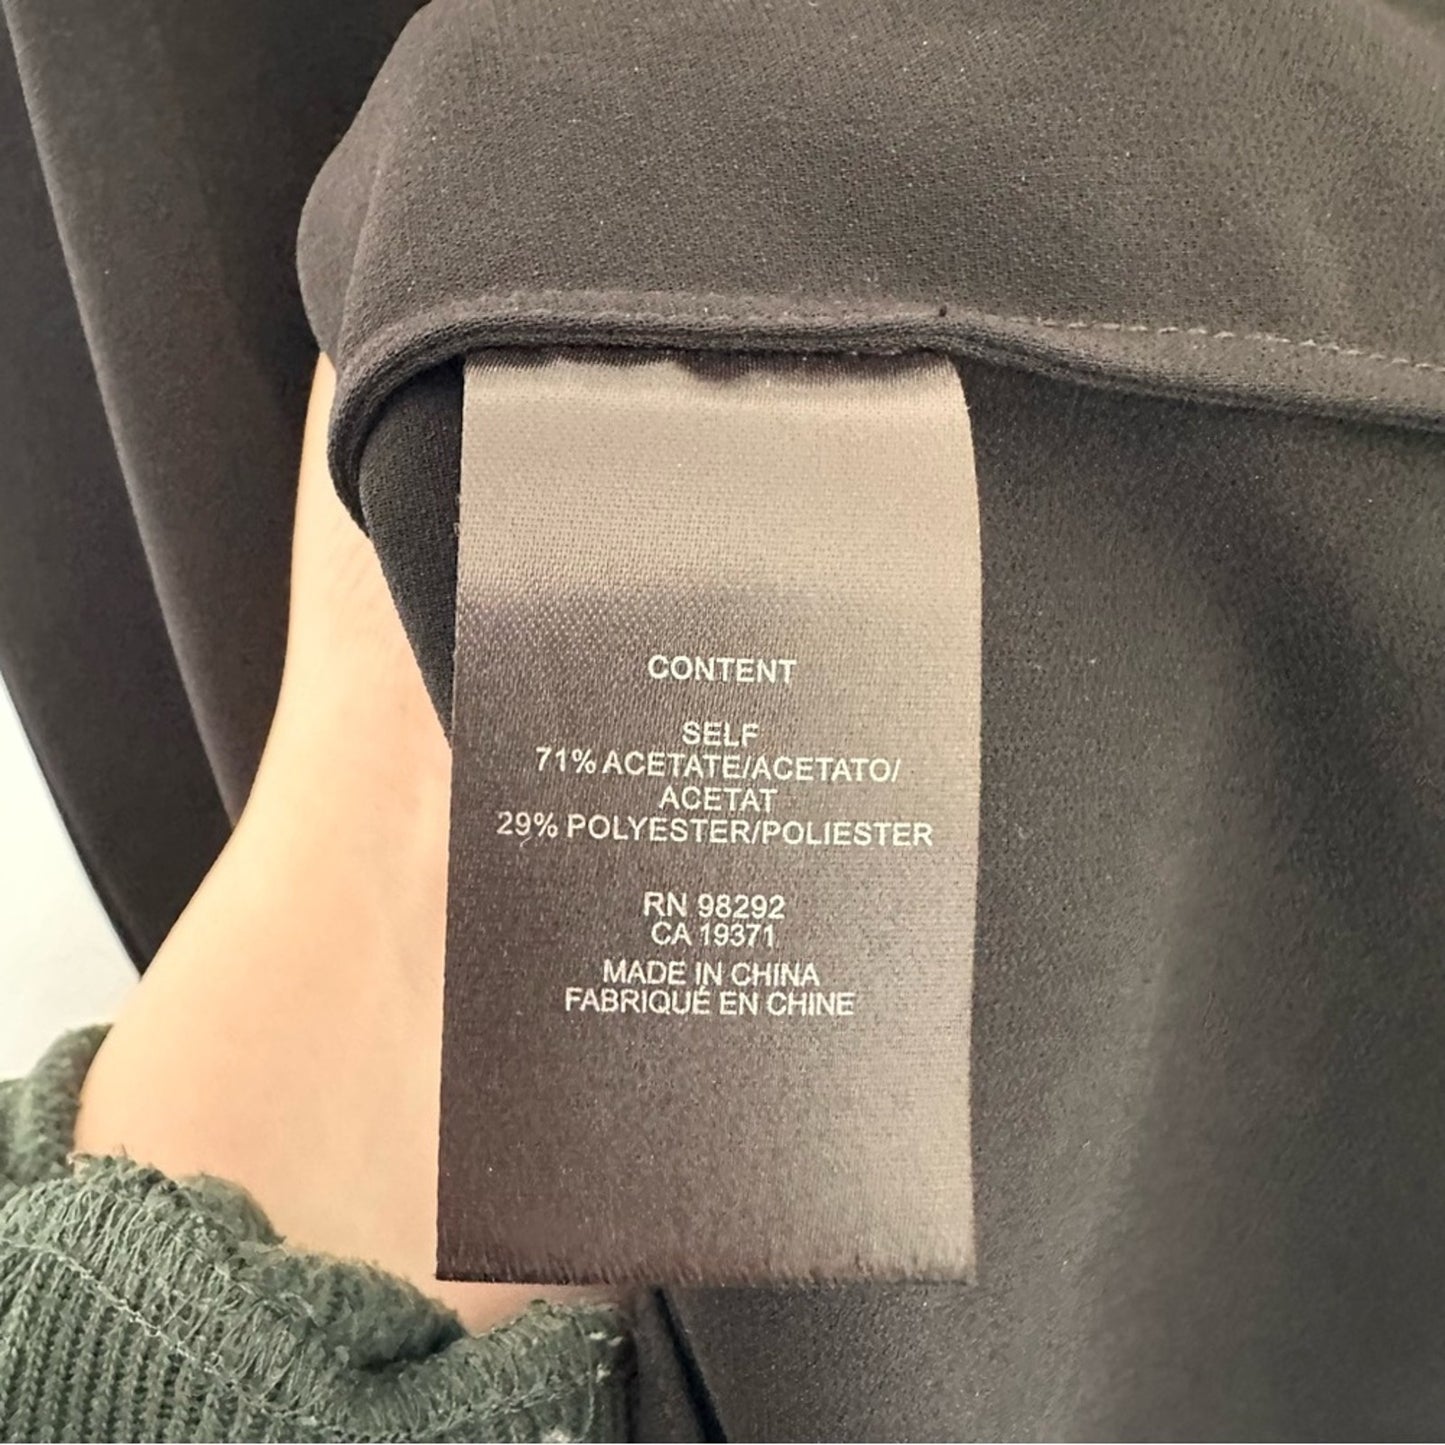 CONTENT
SELF
71% ACETATE/ACETATO/
ACETAT
29% POLYESTER/POLIESTER
RN 98292
CA 19371
MADE IN CHINA
FABRIQUÉ EN CHINE